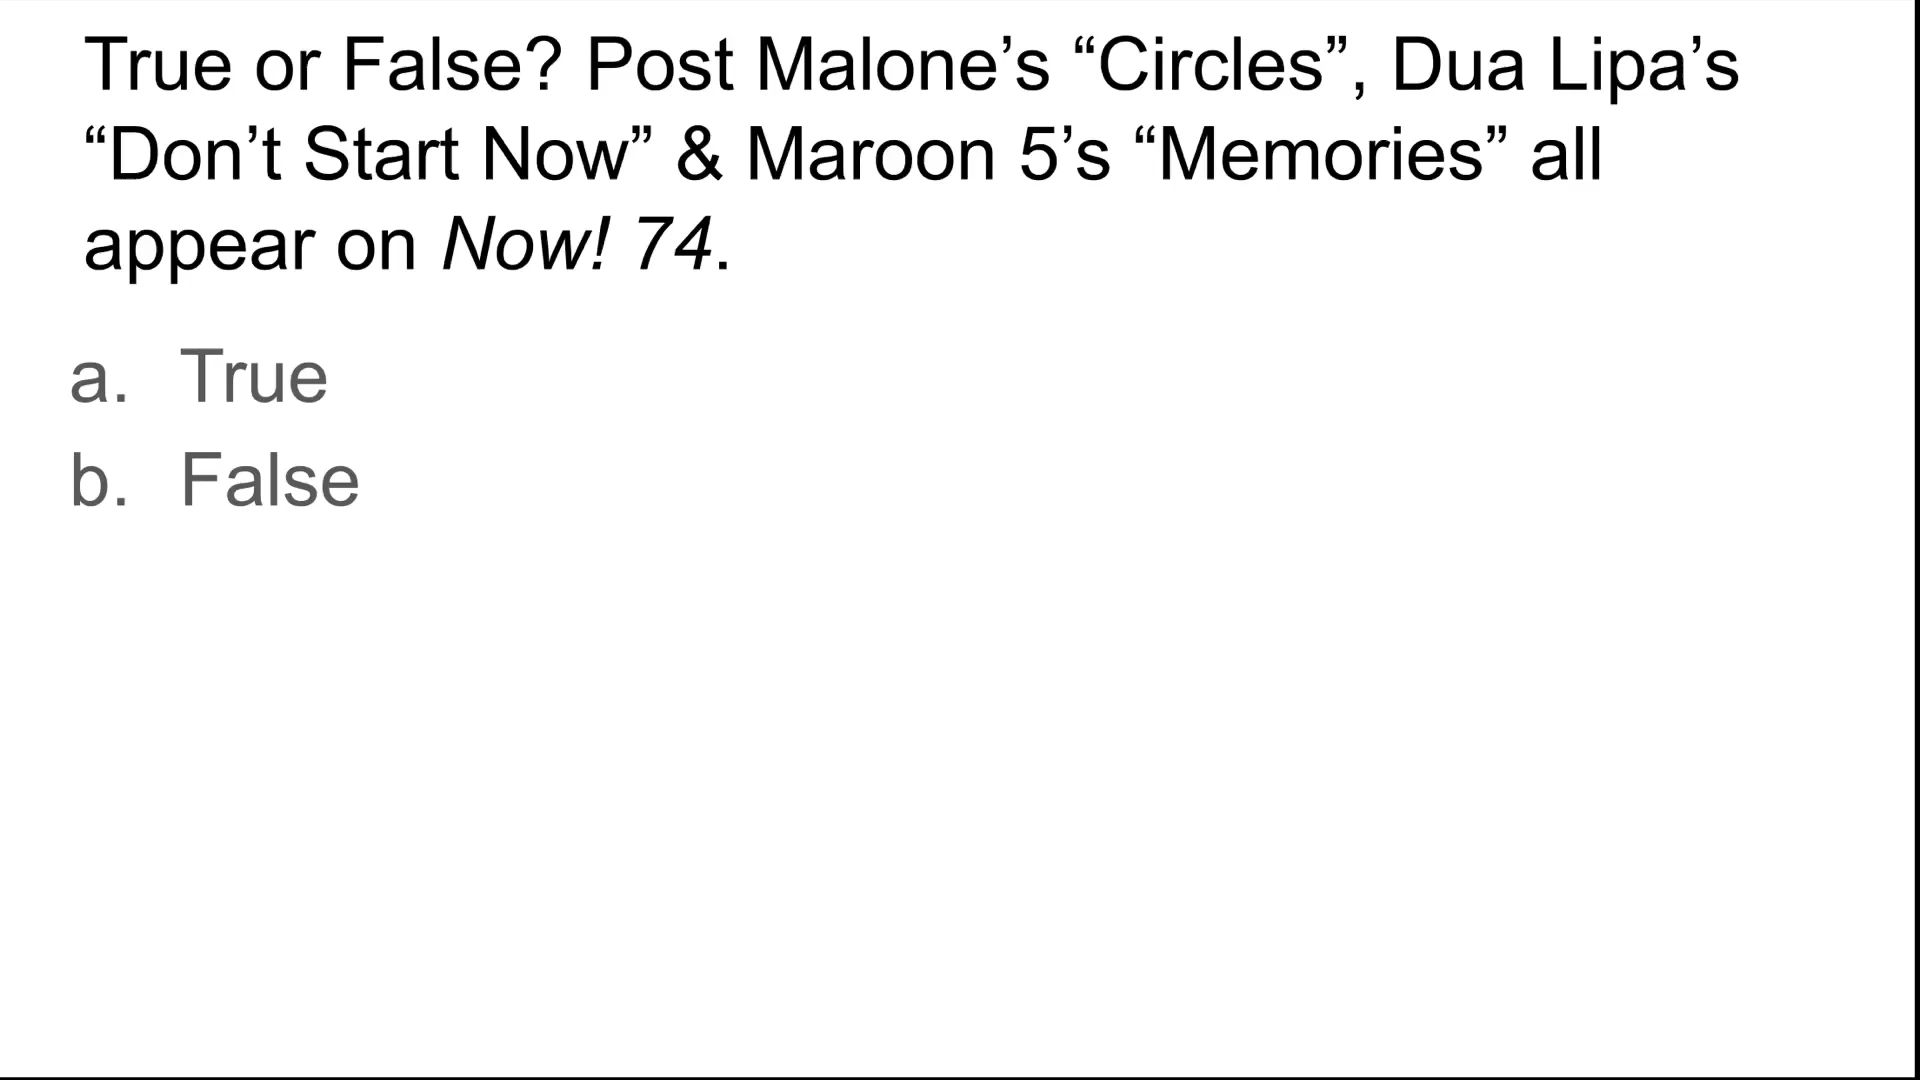 True or False? Post Malone’s “Circles”, Dua Lipa’s
“Don’t Start Now” & Maroon 5’s “Memories” all
appear on Now! 74.
a. True
b. False